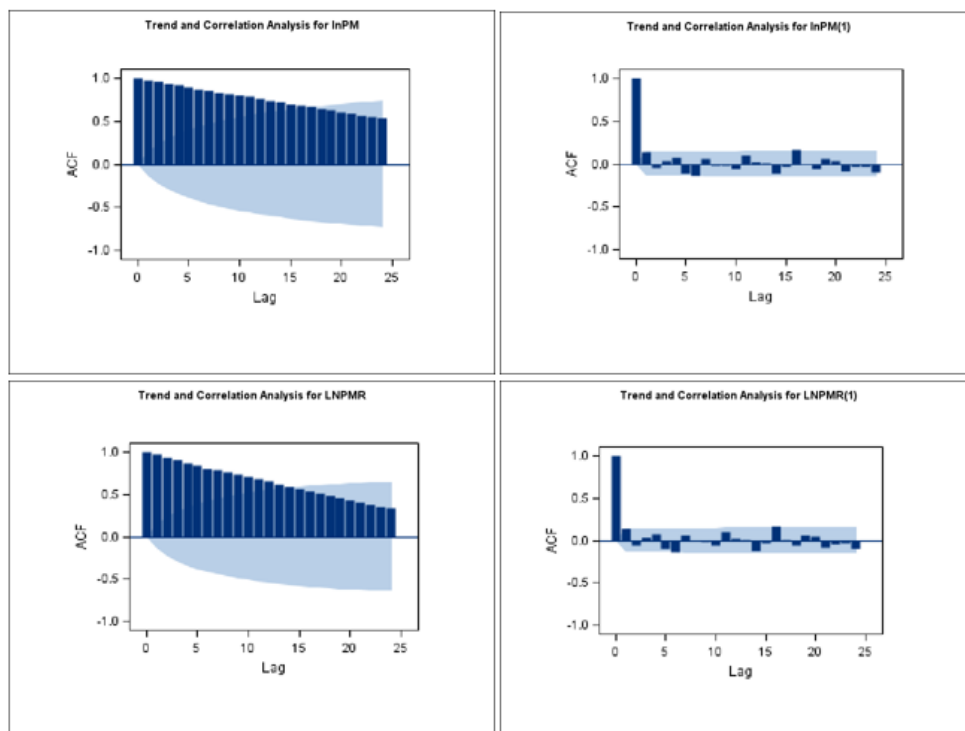 Trend and Correlation Analysis for lnPM
1.0
0.5
0.0
-0.5
-1.0
ACF
0 5 10 15 20 25
Lag
Trend and Correlation Analysis for lnPM(1)
1.0
0.5
0.0
-0.5
-1.0
ACF
0 5 10 15 20 25
Lag
Trend and Correlation Analysis for LNPMR
1.0
0.5
0.0
-0.5
-1.0
ACF
0 5 10 15 20 25
Lag
Trend and Correlation Analysis for LNPMR(1)
1.0
0.5
0.0
-0.5
-1.0
ACF
0 5 10 15 20 25
Lag